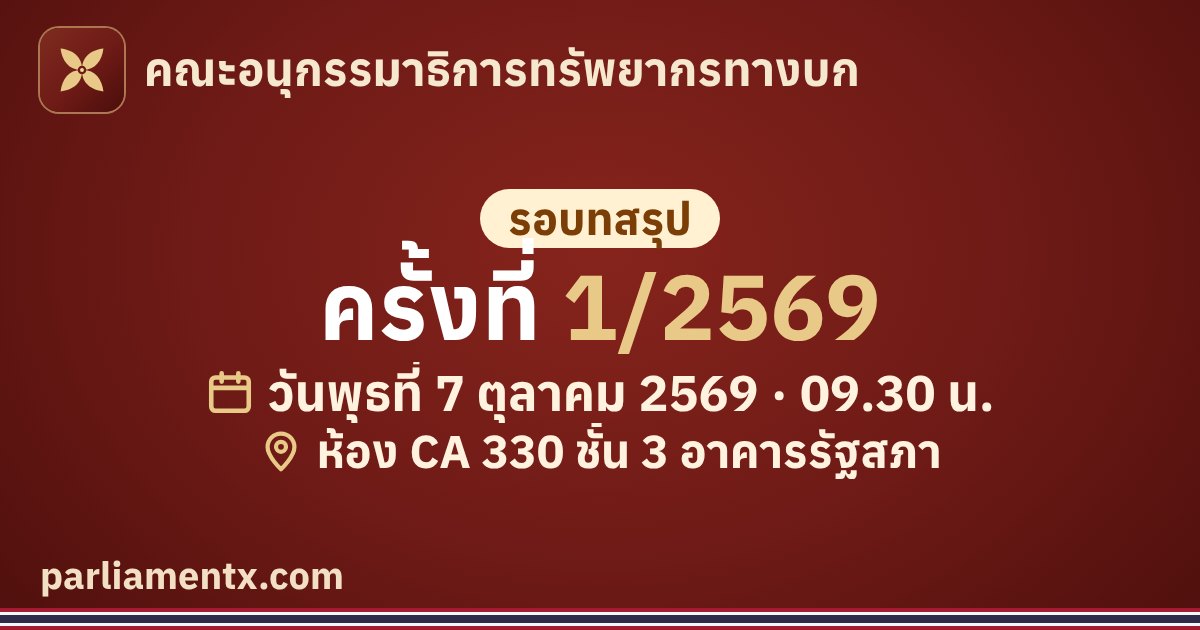 คณะอนุกรรมาธิการทรัพยากรทางบก
รอบทสรุป
ครั้งที่ 1/2569
วันพุธที่ 7 ตุลาคม 2569 · 09.30 น.
ห้อง CA 330 ชั้น 3 อาคารรัฐสภา
parliamentx.com